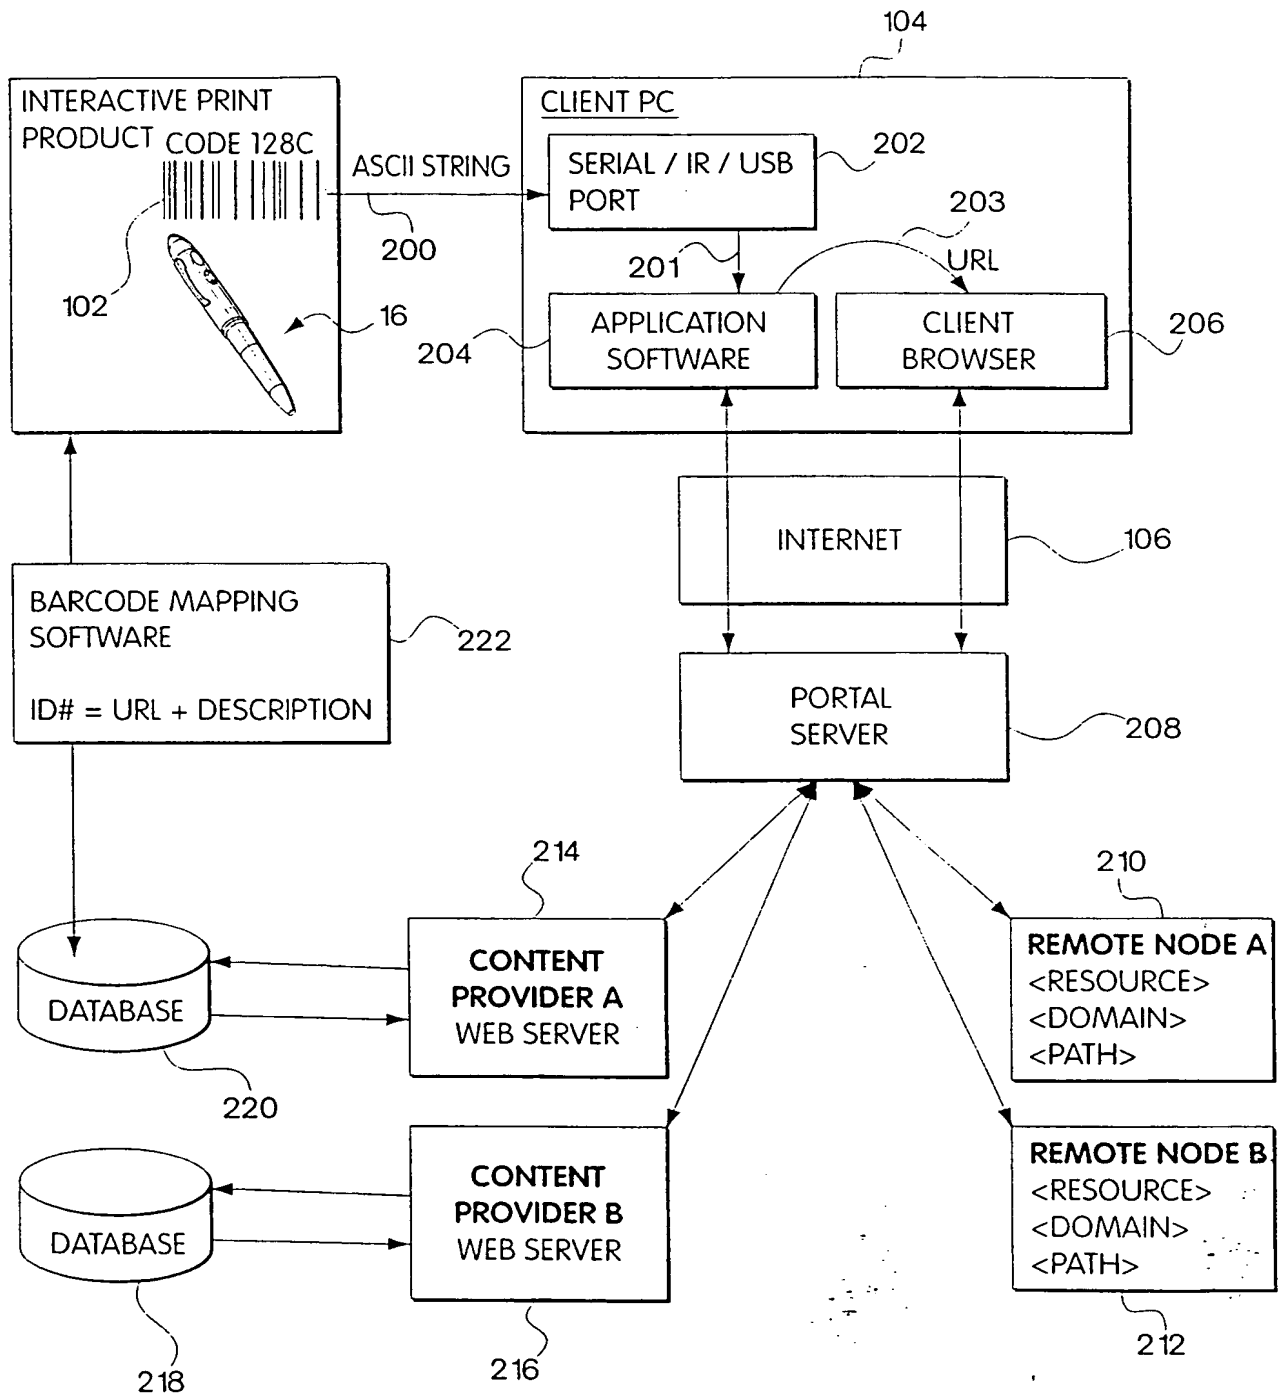 104
INTERACTIVE PRINT
PRODUCT
CODE 128C
102
16
ASCII STRING
200
CLIENT PC
SERIAL / IR / USB
PORT
202
203
201
URL
APPLICATION
SOFTWARE
204
CLIENT
BROWSER
206
INTERNET
106
BARCODE MAPPING
SOFTWARE
ID# = URL + DESCRIPTION
222
PORTAL
SERVER
208
214
210
DATABASE
220
CONTENT
PROVIDER A
WEB SERVER
REMOTE NODE A
<RESOURCE>
<DOMAIN>
<PATH>
DATABASE
218
CONTENT
PROVIDER B
WEB SERVER
216
REMOTE NODE B
<RESOURCE>
<DOMAIN>
<PATH>
212